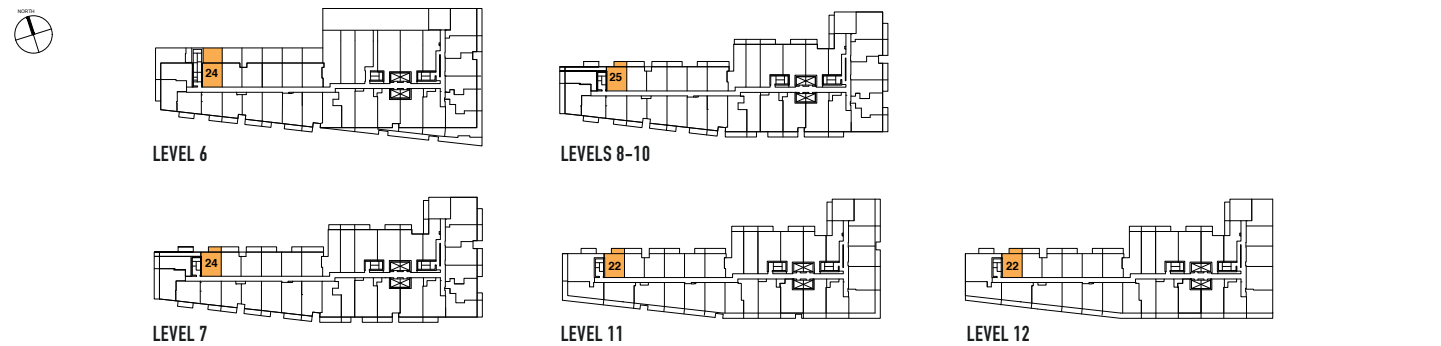 NORTH
24
LEVEL 6
25
LEVELS 8-10
24
LEVEL 7
22
LEVEL 11
22
LEVEL 12